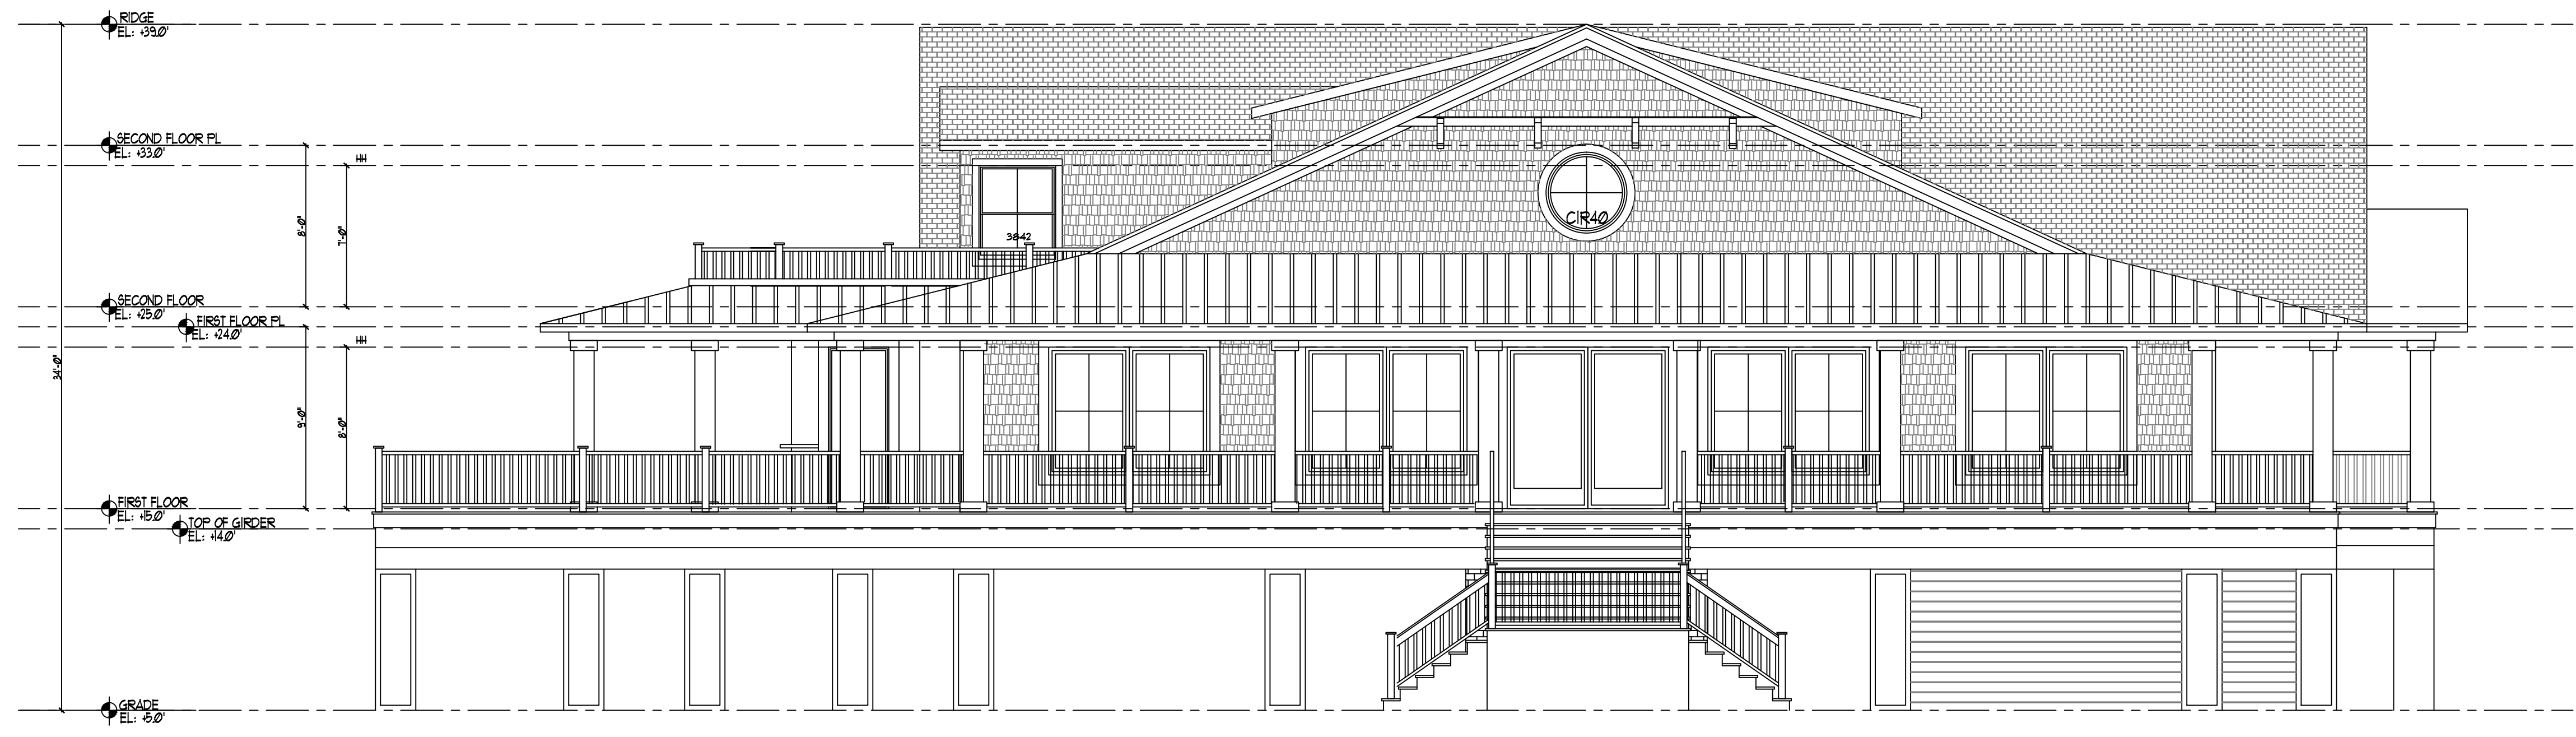 RIDGE
EL: +39.0'
SECOND FLOOR PL
EL: +33.0'
HH
8'-0"
7'-0"
CIR40
3842
SECOND FLOOR
EL: +25.0'
FIRST FLOOR PL
EL: +24.0'
HH
34'-0"
9'-0"
8'-0"
FIRST FLOOR
EL: +15.0'
TOP OF GIRDER
EL: +14.0'
GRADE
EL: +5.0'